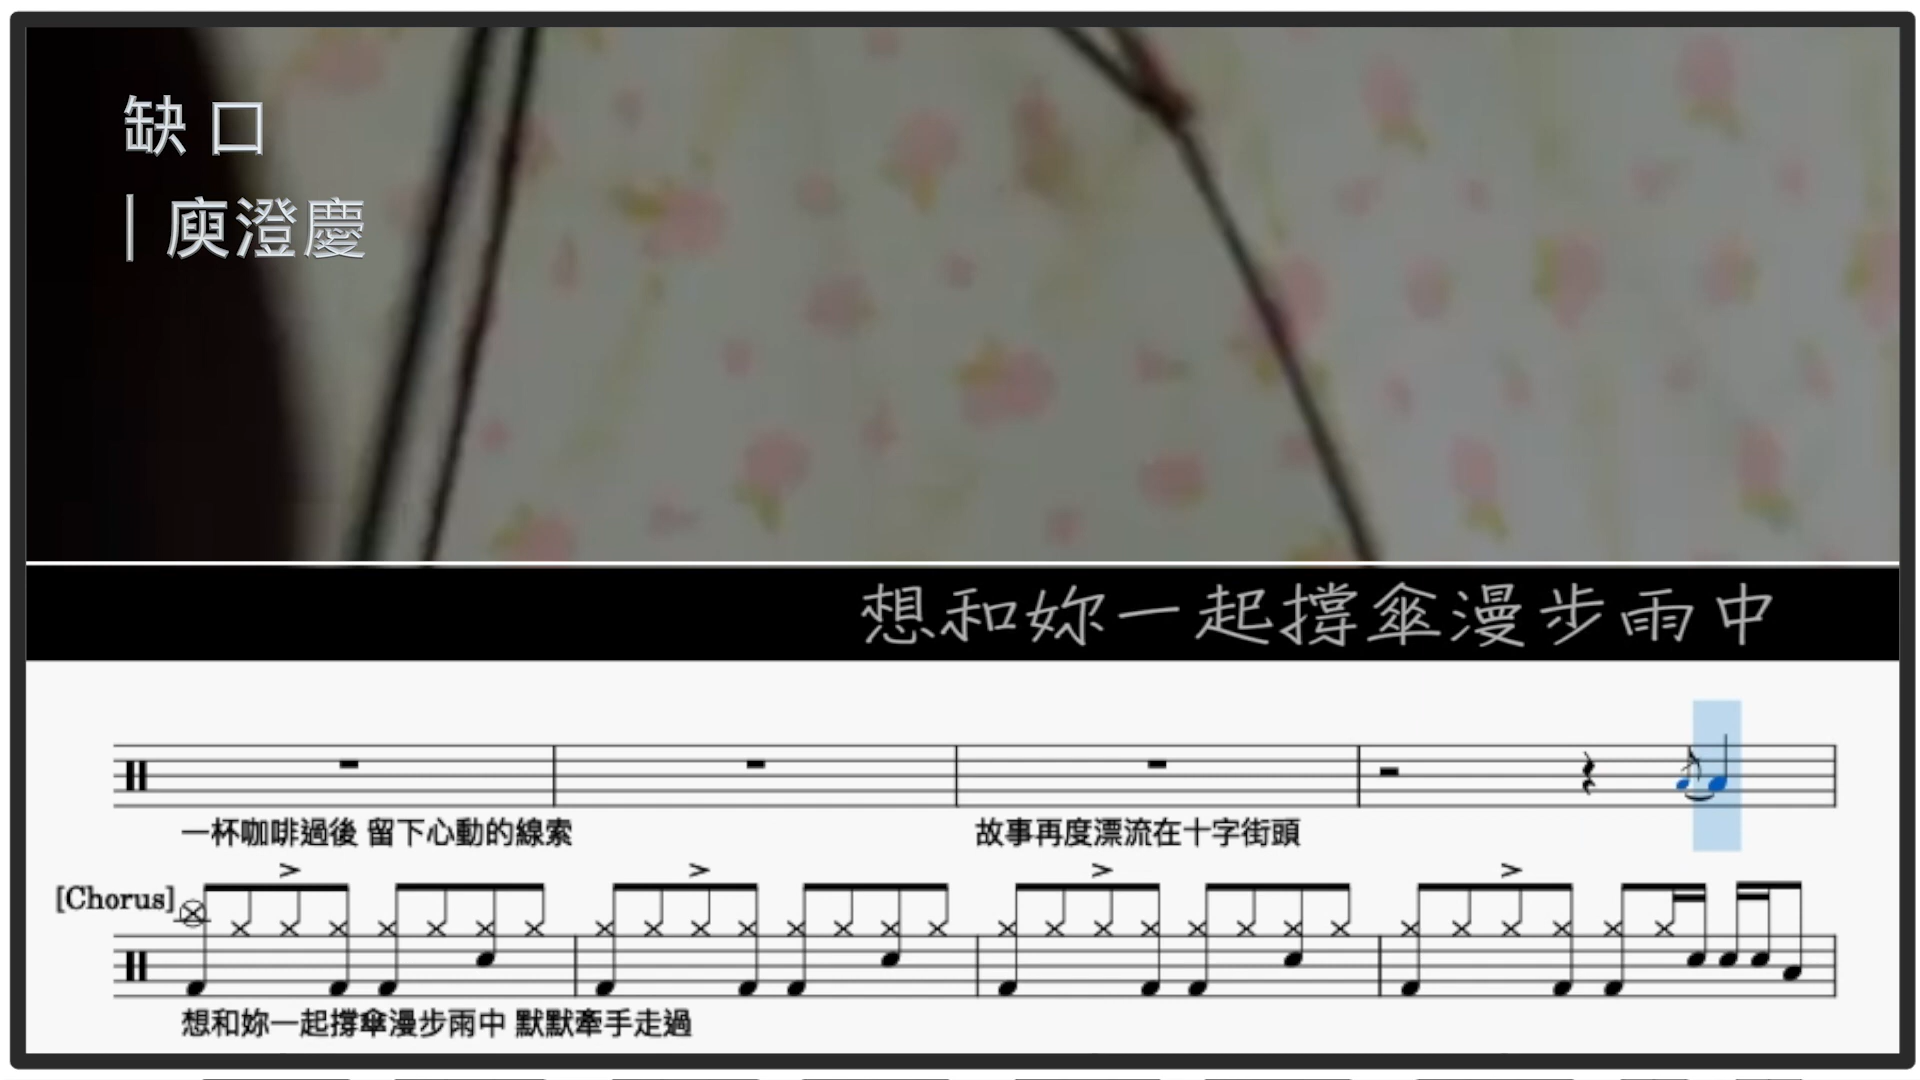 缺口
| 庾澄慶
想和妳一起撐傘漫步雨中
一杯咖啡過後 留下心動的線索
故事再度漂流在十字街頭
[Chorus]
想和妳一起撐傘漫步雨中 默默牽手走過